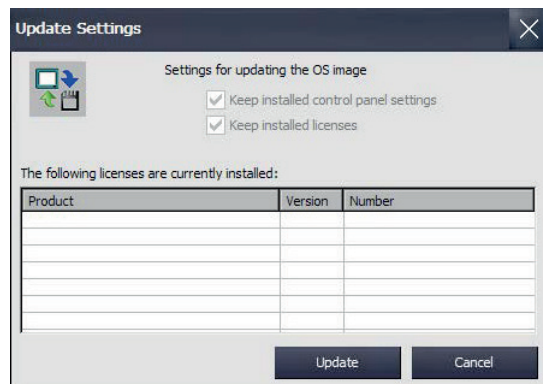 Update Settings
Settings for updating the OS image
Keep installed control panel settings
Keep installed licenses
The following licenses are currently installed:
Product Version Number
Update Cancel